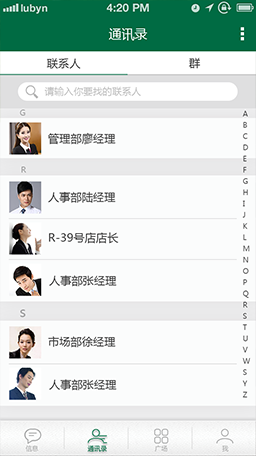 lubyn 4:20 PM
通讯录
联系人 群
请输入你要找的联系人
G
管理部廖经理
R
人事部陆经理
R-39号店店长
人事部张经理
S
市场部徐经理
人事部张经理
A
B
C
D
E
F
G
H
I
J
K
L
M
N
O
P
Q
R
S
T
U
V
W
X
Y
Z
信息 通讯录 广场 我